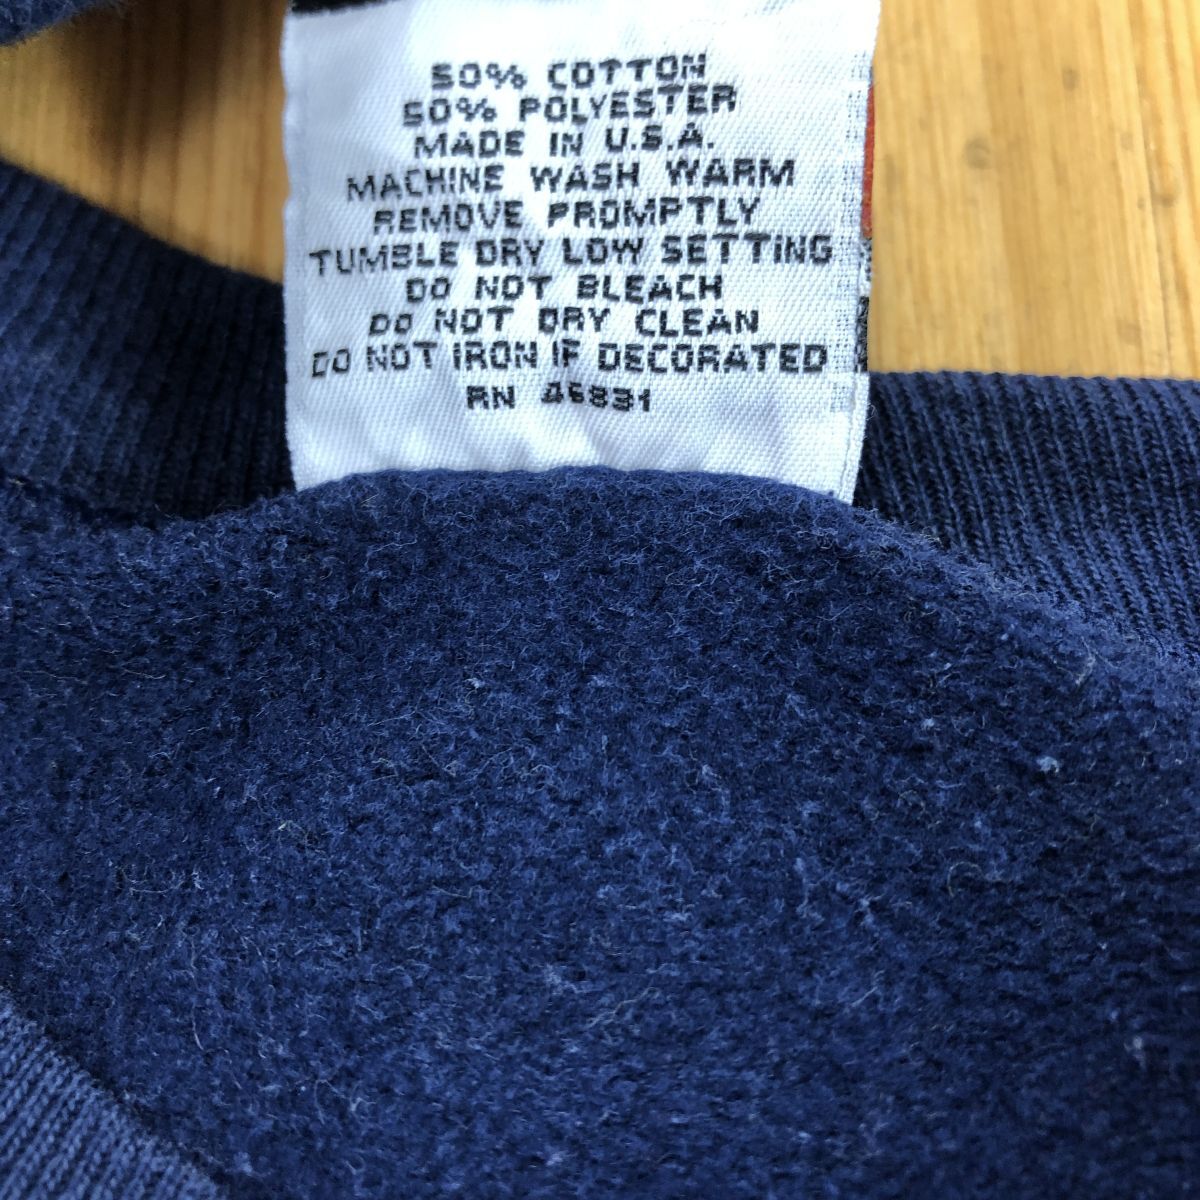 50% COTTON
50% POLYESTER
MADE IN U.S.A.
MACHINE WASH WARM
REMOVE PROMPTLY
TUMBLE DRY LOW SETTING
DO NOT BLEACH
DO NOT DRY CLEAN
DO NOT IRON IF DECORATED
RN 46831